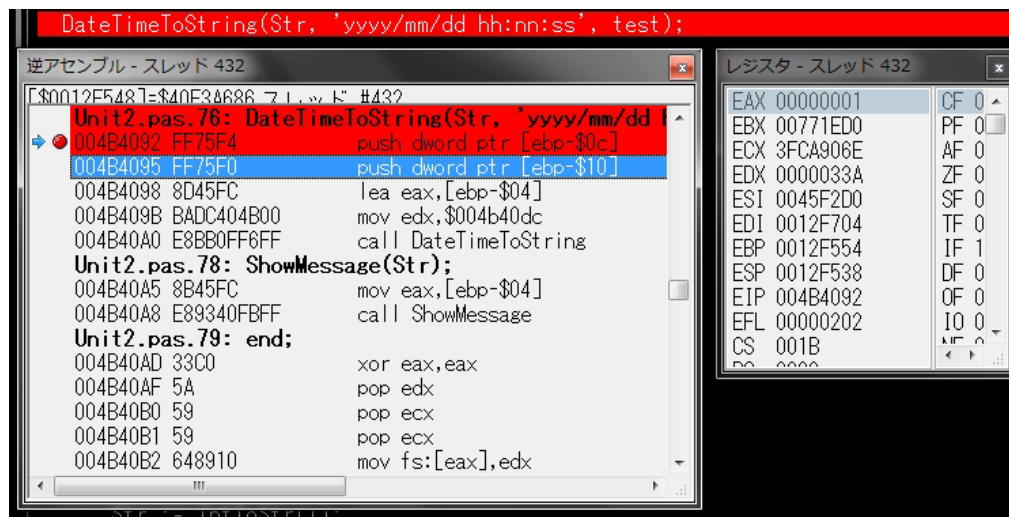 DateTimeToString(Str, 'yyyy/mm/dd hh:nn:ss', test);
逆アセンブル - スレッド 432
[$0012F548]=$40E3A686 スレッド #432
Unit2.pas.76: DateTimeToString(Str, 'yyyy/mm/dd
004B4092 FF75F4 push dword ptr [ebp-$0c]
004B4095 FF75F0 push dword ptr [ebp-$10]
004B4098 8D45FC lea eax,[ebp-$04]
004B409B BADC404B00 mov edx,$004b40dc
004B40A0 E8BB0FF6FF call DateTimeToString
Unit2.pas.78: ShowMessage(Str);
004B40A5 8B45FC mov eax,[ebp-$04]
004B40A8 E89340FBFF call ShowMessage
Unit2.pas.79: end;
004B40AD 33C0 xor eax,eax
004B40AF 5A pop edx
004B40B0 59 pop ecx
004B40B1 59 pop ecx
004B40B2 648910 mov fs:[eax],edx
レジスタ - スレッド 432
EAX 00000001 CF 0
EBX 00771ED0 PF 0
ECX 3FCA906E AF 0
EDX 0000033A ZF 0
ESI 0045F2D0 SF 0
EDI 0012F704 TF 0
EBP 0012F554 IF 1
ESP 0012F538 DF 0
EIP 004B4092 OF 0
EFL 00000202 IO 0
CS 001B